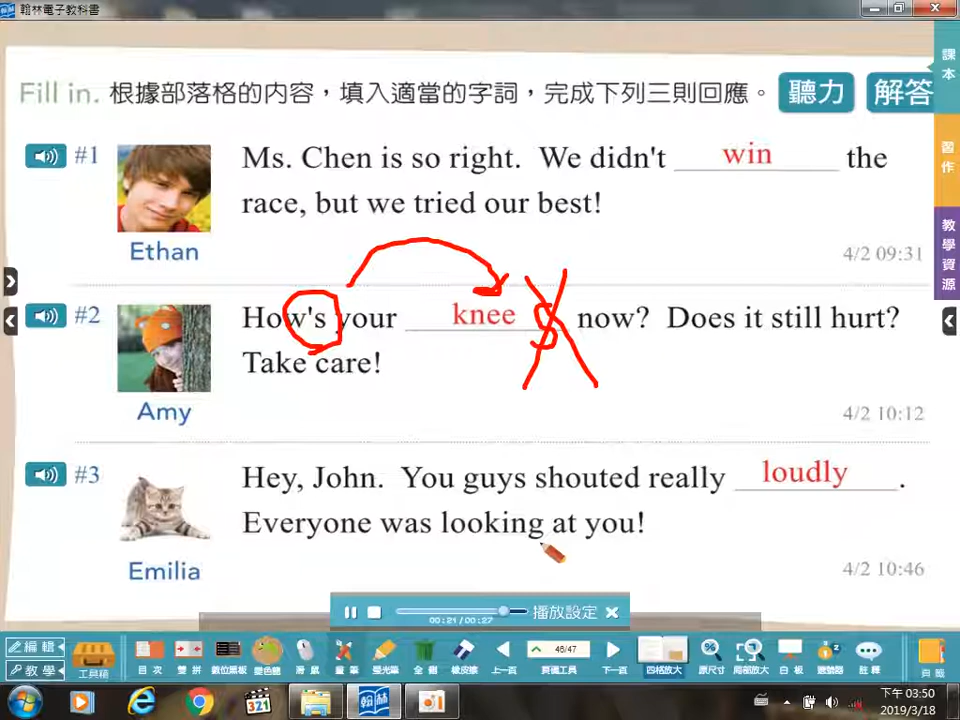 翰林電子教科書
課本
Fill in. 根據部落格的內容，填入適當的字詞，完成下列三則回應。 聽力 解答
習作
#1 Ms. Chen is so right. We didn't win the
race, but we tried our best!
Ethan 4/2 09:31
教學資源
#2 How's your knee s now? Does it still hurt?
Take care!
Amy 4/2 10:12
#3 Hey, John. You guys shouted really loudly.
Everyone was looking at you!
Emilia 4/2 10:46
00:21 / 00:27 播放設定
編輯
教學
工具箱 目次 雙拼 數位黑板 變色龍 滑鼠 畫筆 螢光筆 全刪 橡皮擦 上一頁 46/47 頁碼工具 下一頁 四格放大 原尺寸 局部放大 白板 選號器 註釋 頁籤
321 翰林 下午 03:50
2019/3/18